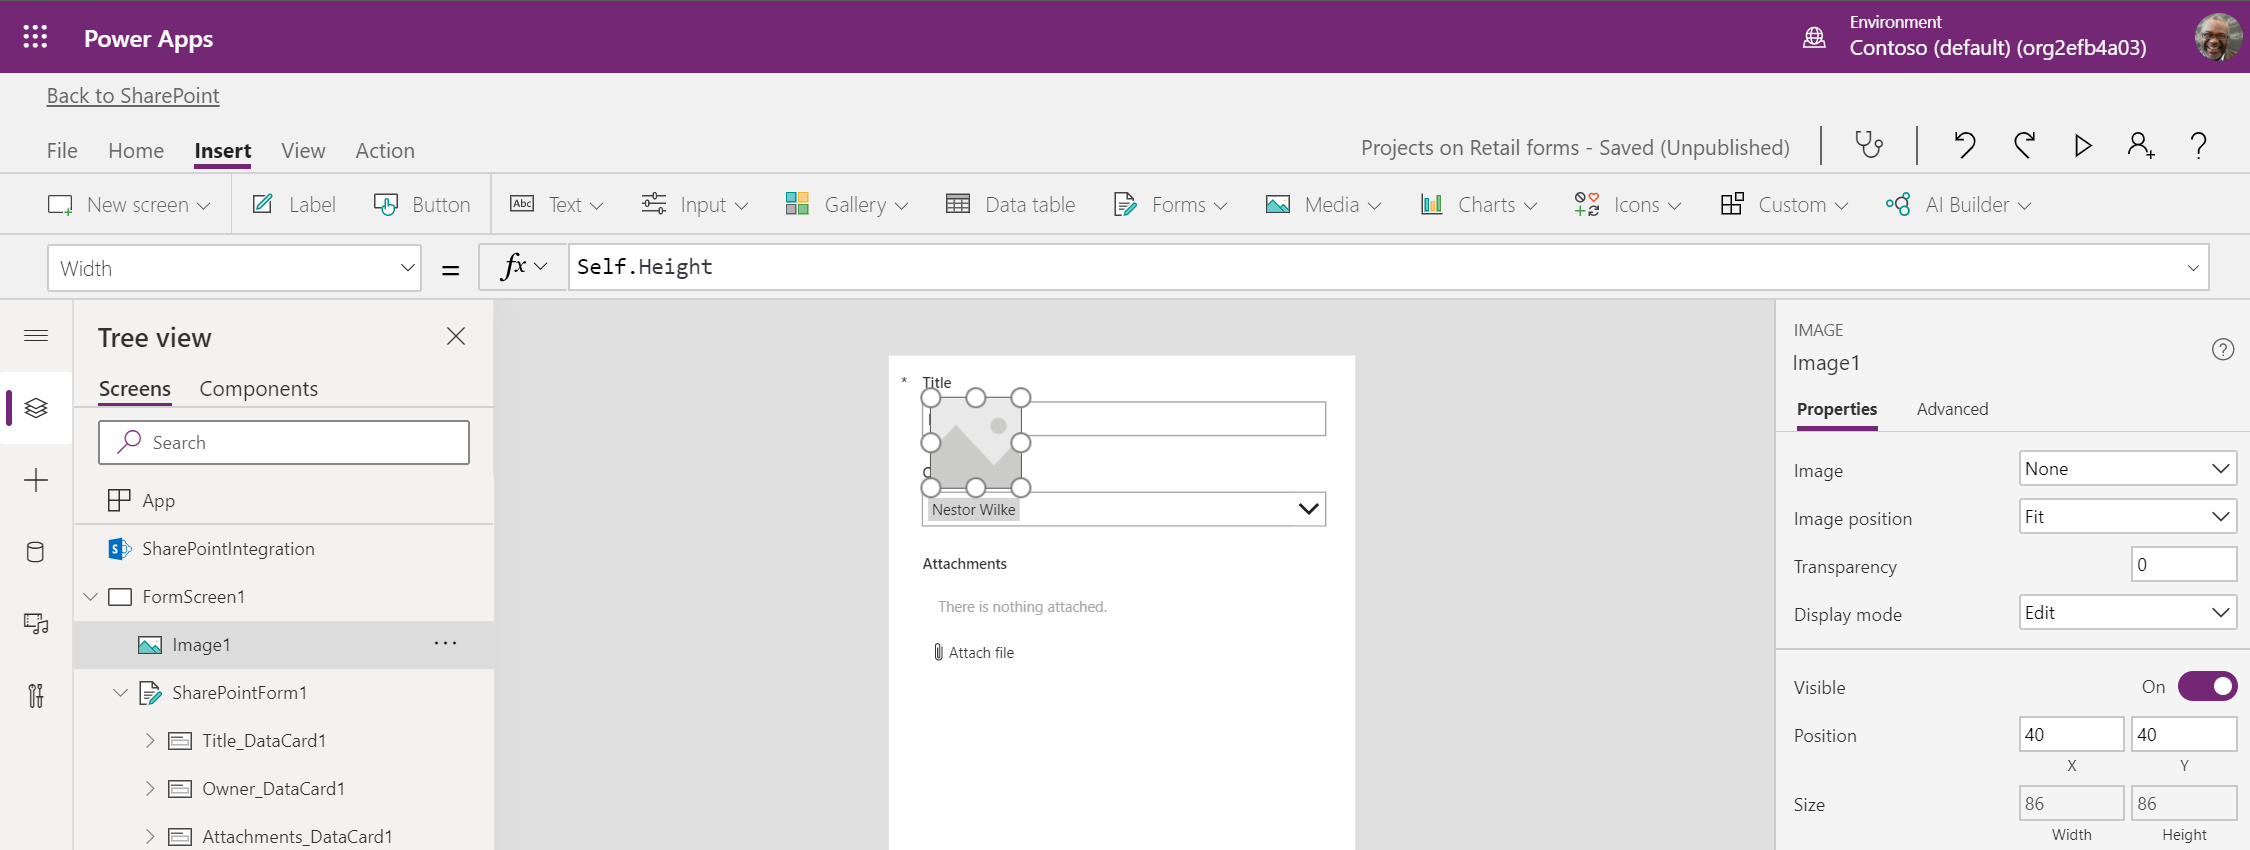 Power Apps
Environment
Contoso (default) (org2efb4a03)
Back to SharePoint
File Home Insert View Action
Projects on Retail forms - Saved (Unpublished)
New screen Label Button Abc Text Input Gallery Data table Forms Media Charts Icons Custom AI Builder
Width = fx Self.Height
Tree view
Screens Components
Search
App
SharePointIntegration
FormScreen1
Image1 ...
SharePointForm1
Title_DataCard1
Owner_DataCard1
Attachments_DataCard1
* Title
Nestor Wilke
Attachments
There is nothing attached.
Attach file
IMAGE
Image1
Properties Advanced
Image None
Image position Fit
Transparency 0
Display mode Edit
Visible On
Position 40 40
X Y
Size 86 86
Width Height